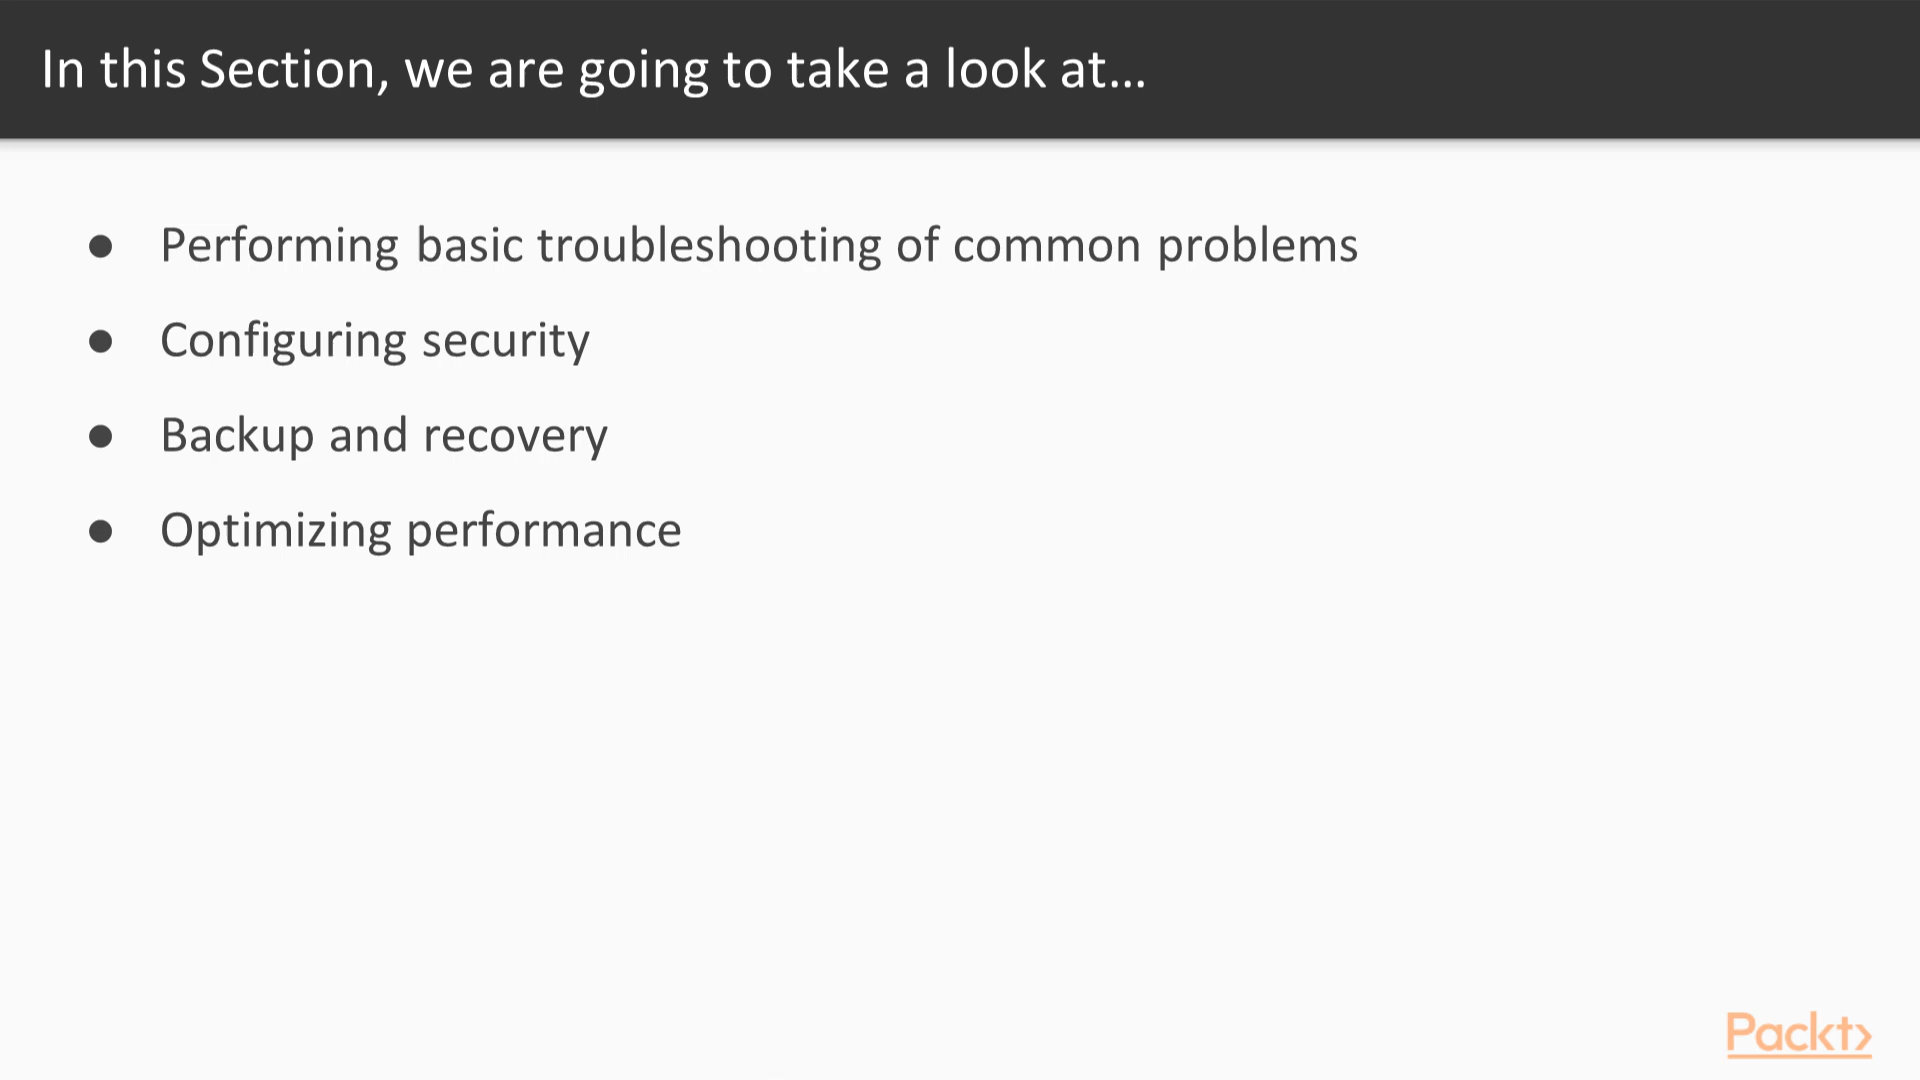 In this Section, we are going to take a look at...
● Performing basic troubleshooting of common problems
● Configuring security
● Backup and recovery
● Optimizing performance
Packt>